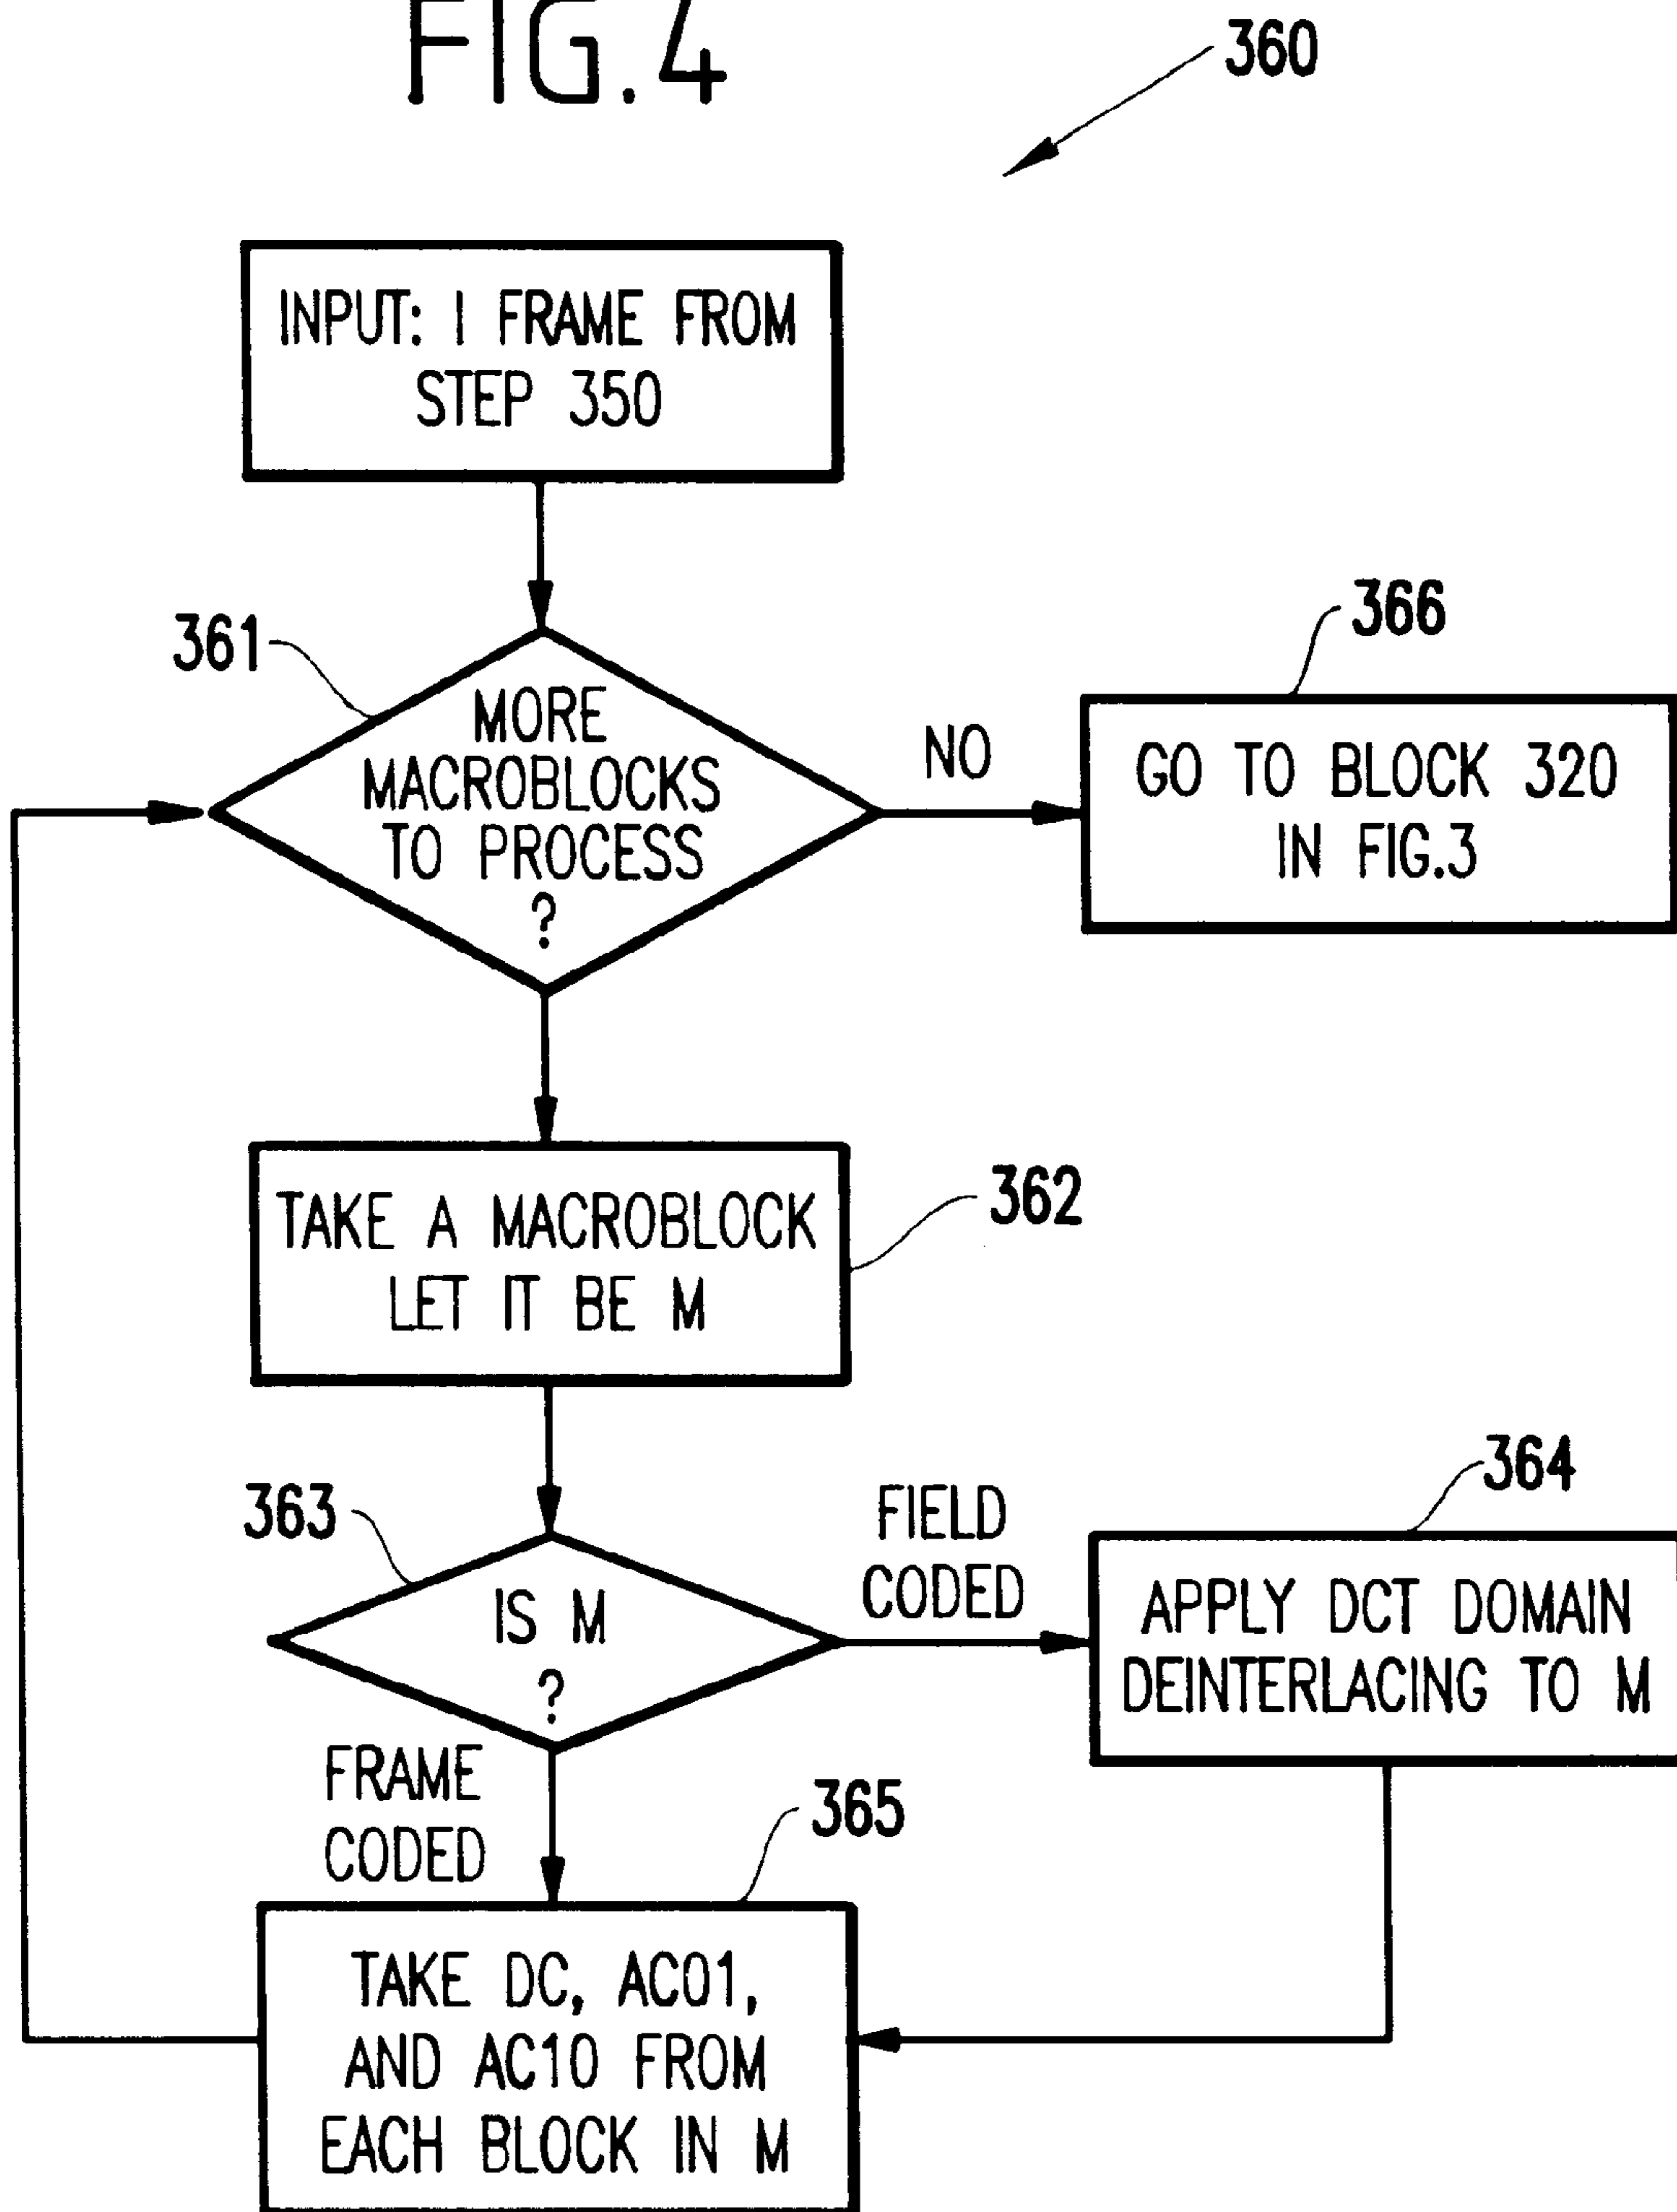 FIG.4
360
INPUT: I FRAME FROM
STEP 350
361
MORE
MACROBLOCKS
TO PROCESS
?
NO
366
GO TO BLOCK 320
IN FIG.3
TAKE A MACROBLOCK
LET IT BE M
362
363
IS M
?
FIELD
CODED
364
APPLY DCT DOMAIN
DEINTERLACING TO M
FRAME
CODED
365
TAKE DC, AC01,
AND AC10 FROM
EACH BLOCK IN M